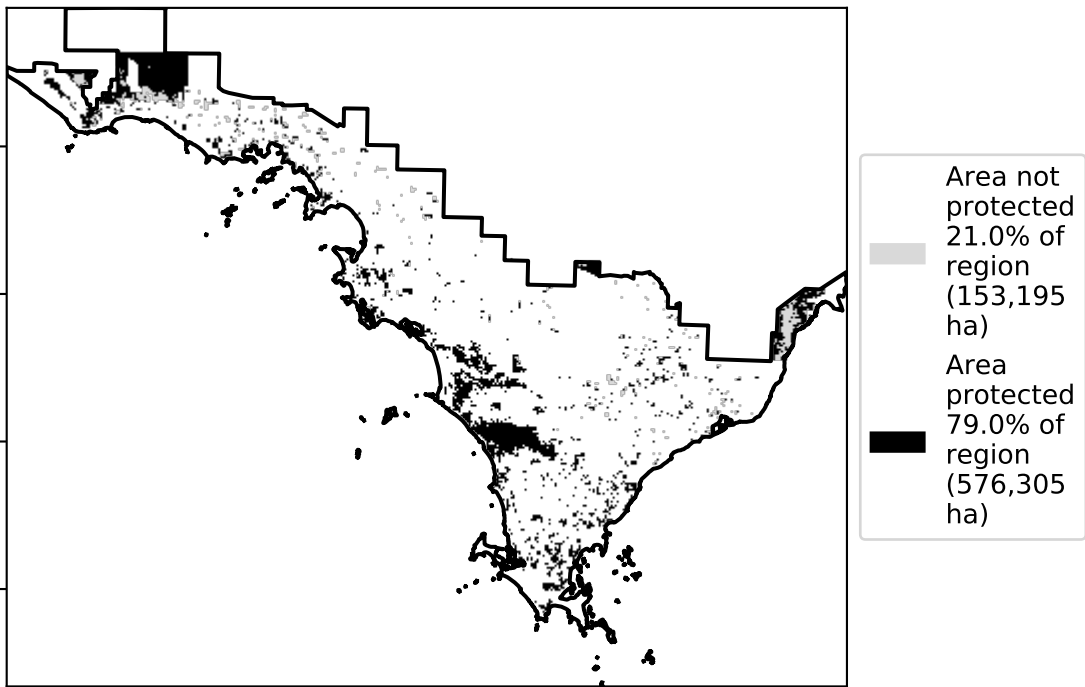 Area not
protected
21.0% of
region
(153,195
ha)
Area
protected
79.0% of
region
(576,305
ha)